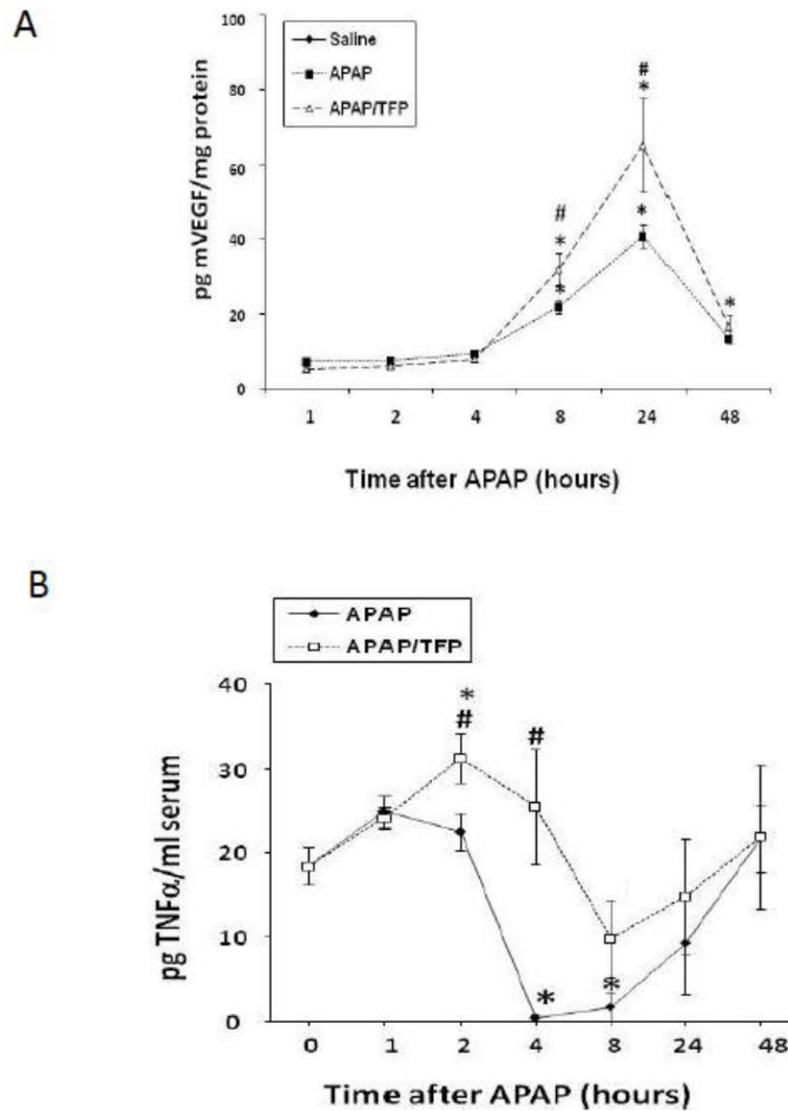 A
100
80
60
40
20
0
pg mVEGF/mg protein
Saline
APAP
APAP/TFP
#
*
#
*
*
*
*
1 2 4 8 24 48
Time after APAP (hours)
B
APAP
APAP/TFP
40
30
20
10
0
pg TNFα/ml serum
*
#
#
*
*
0 1 2 4 8 24 48
Time after APAP (hours)